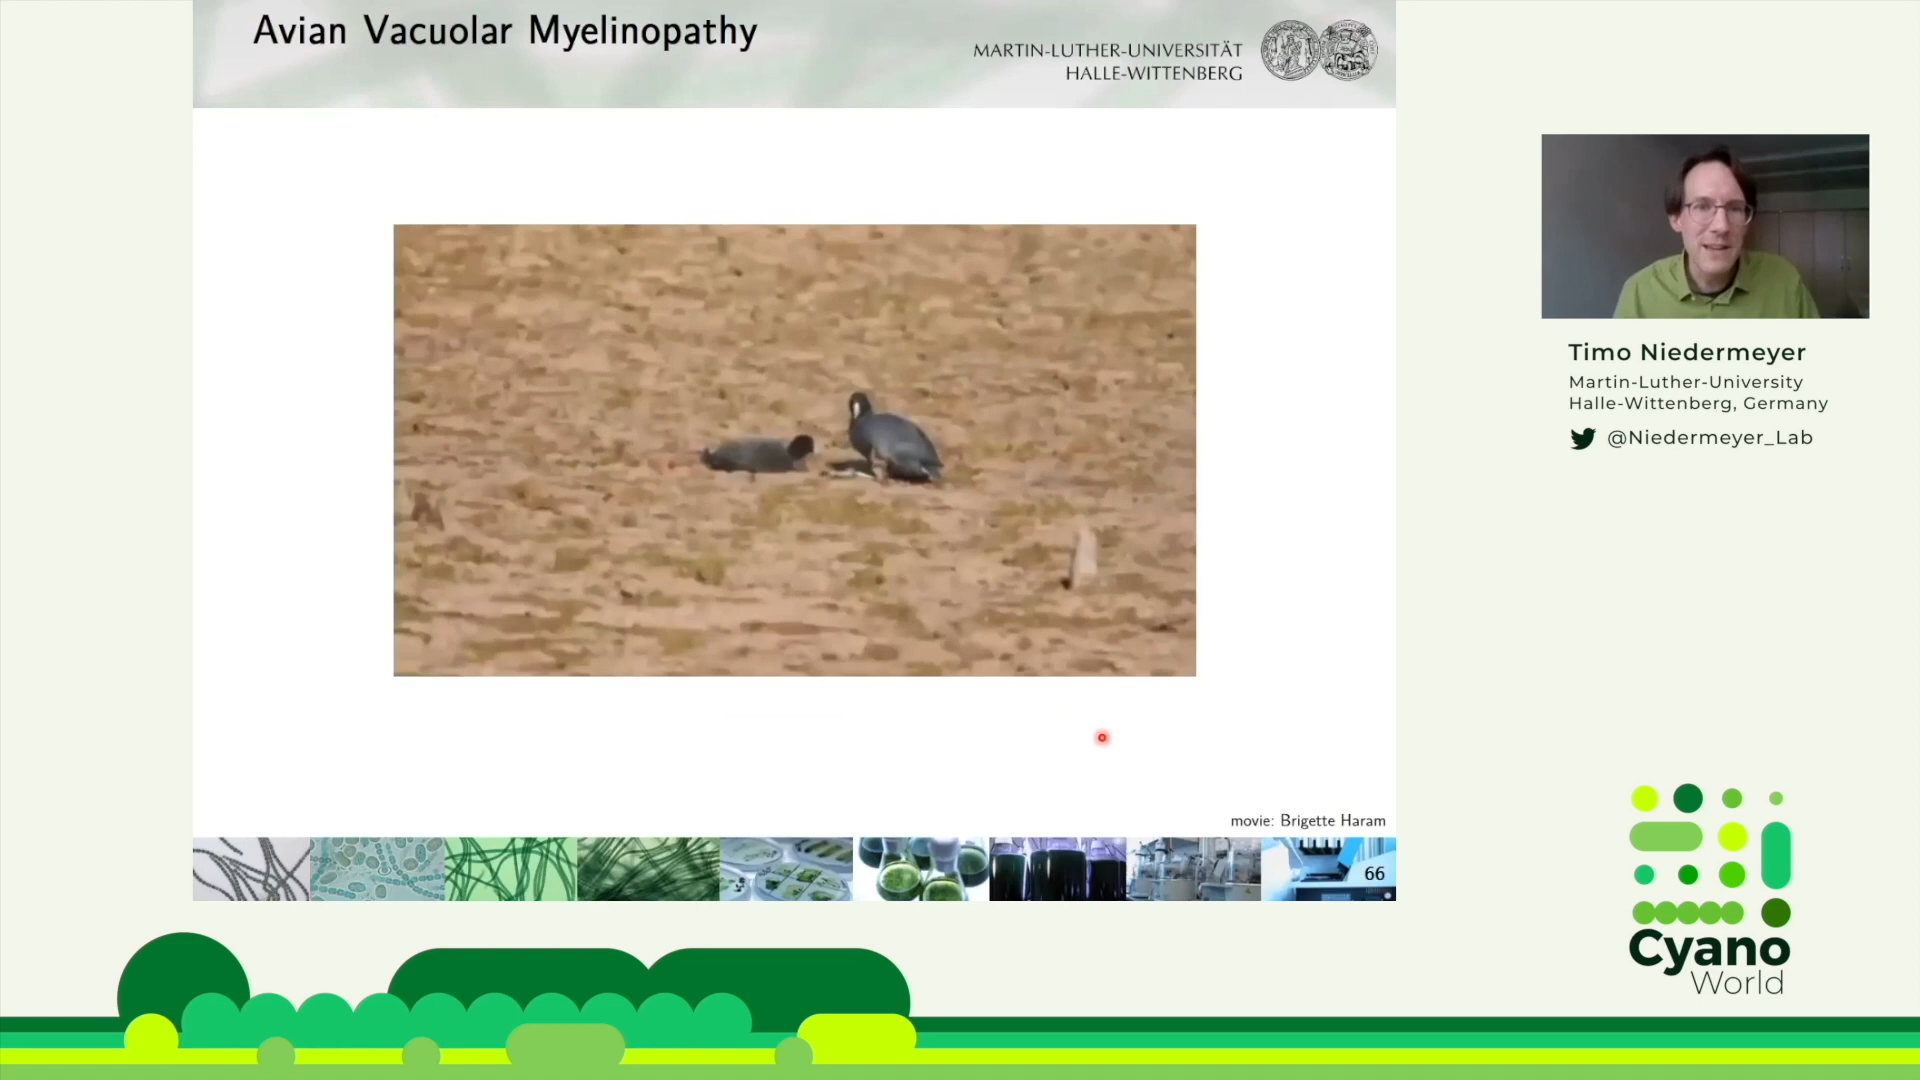 Avian Vacuolar Myelinopathy
MARTIN-LUTHER-UNIVERSITÄT
HALLE-WITTENBERG
Timo Niedermeyer
Martin-Luther-University
Halle-Wittenberg, Germany
@Niedermeyer_Lab
movie: Brigette Haram
66
Cyano
World